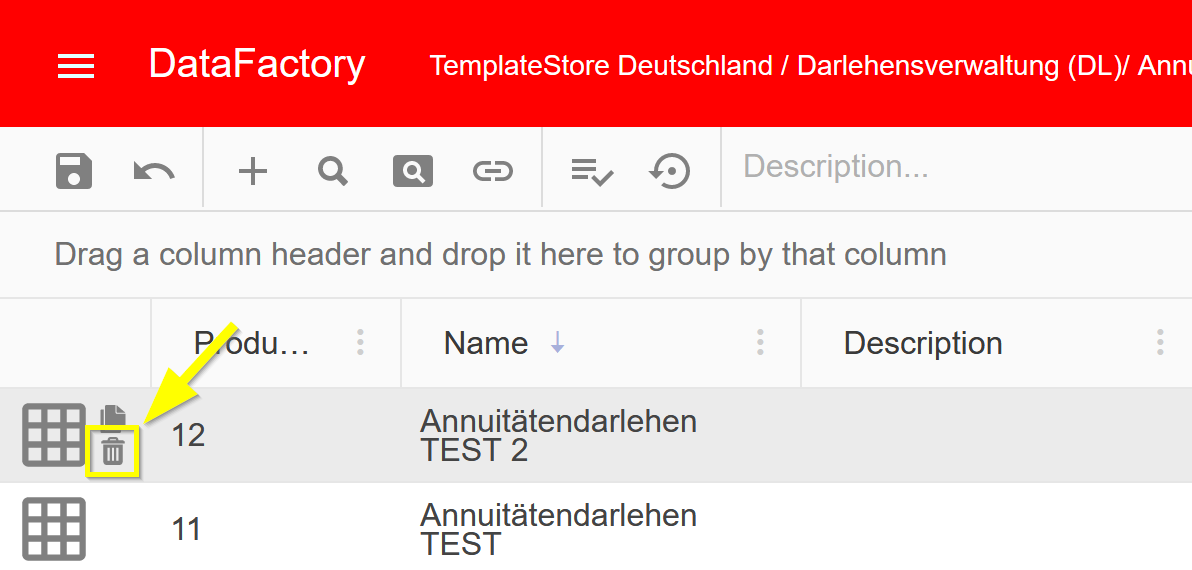 DataFactory
TemplateStore Deutschland / Darlehensverwaltung (DL)/ Annu
Description...
Drag a column header and drop it here to group by that column
Produ…
Name
Description
12
Annuitätendarlehen
TEST 2
11
Annuitätendarlehen
TEST